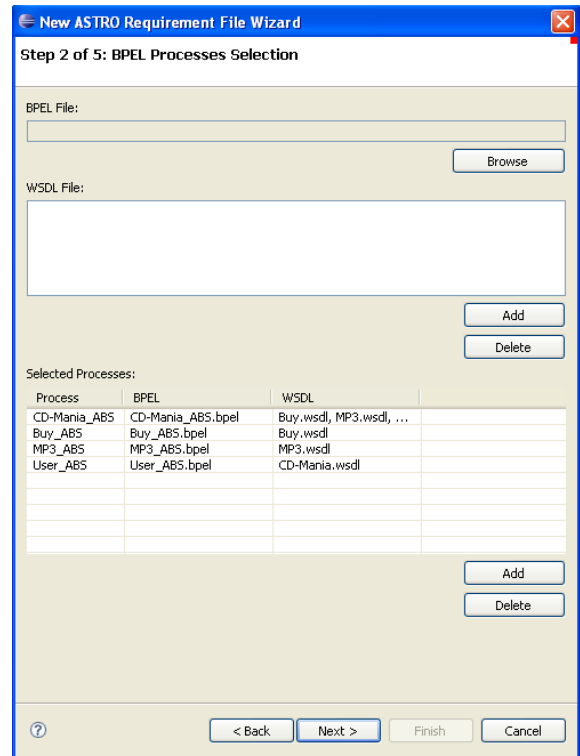 New ASTRO Requirement File Wizard
Step 2 of 5: BPEL Processes Selection
BPEL File:
Browse
WSDL File:
Add
Delete
Selected Processes:
Process BPEL WSDL
CD-Mania_ABS CD-Mania_ABS.bpel Buy.wsdl, MP3.wsdl, ...
Buy_ABS Buy_ABS.bpel Buy.wsdl
MP3_ABS MP3_ABS.bpel MP3.wsdl
User_ABS User_ABS.bpel CD-Mania.wsdl
Add
Delete
? < Back Next > Finish Cancel